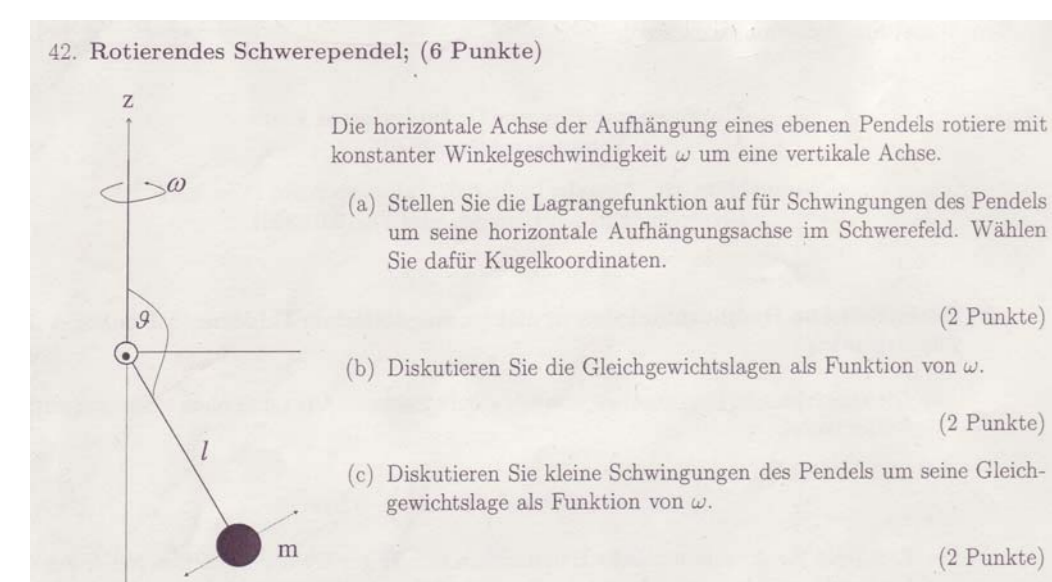 42. Rotierendes Schwerependel; (6 Punkte)
z
ω
ϑ
l
m
Die horizontale Achse der Aufhängung eines ebenen Pendels rotiere mit
konstanter Winkelgeschwindigkeit ω um eine vertikale Achse.
(a) Stellen Sie die Lagrangefunktion auf für Schwingungen des Pendels
um seine horizontale Aufhängungsachse im Schwerefeld. Wählen
Sie dafür Kugelkoordinaten.
(2 Punkte)
(b) Diskutieren Sie die Gleichgewichtslagen als Funktion von ω.
(2 Punkte)
(c) Diskutieren Sie kleine Schwingungen des Pendels um seine Gleich-
gewichtslage als Funktion von ω.
(2 Punkte)